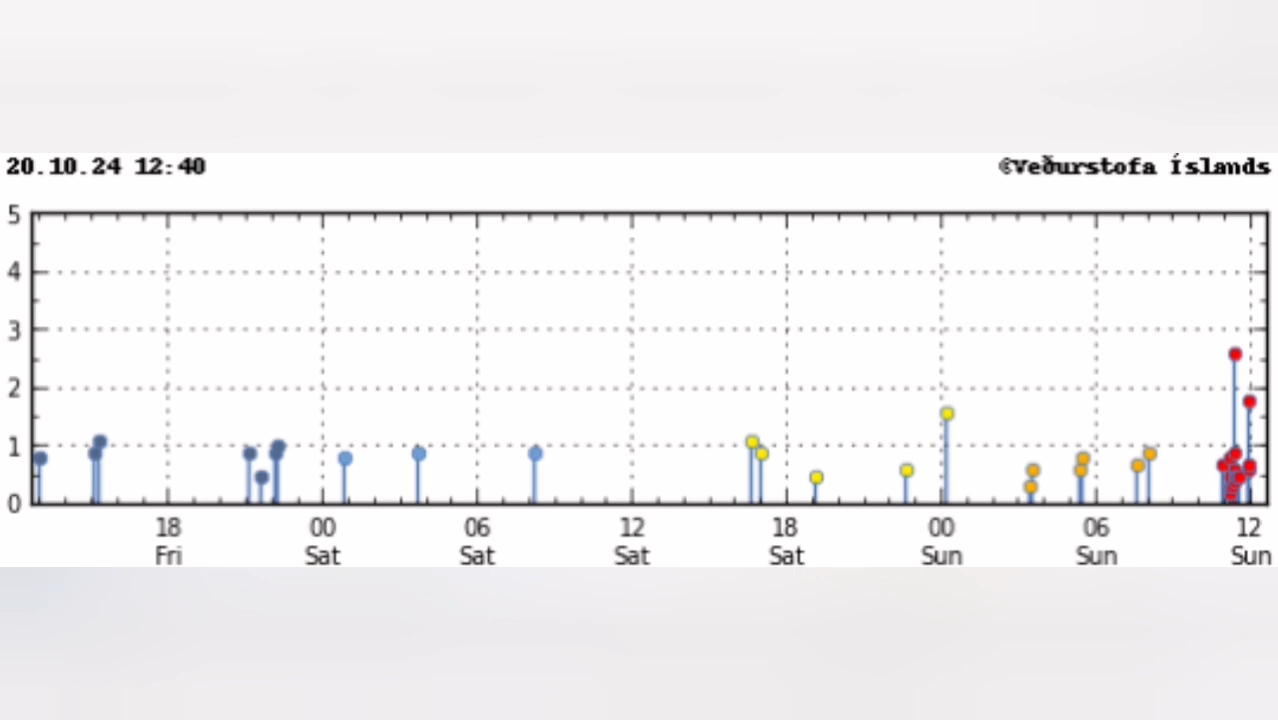 20.10.24 12:40
©Veðurstofa Íslands
5
4
3
2
1
0
18 00 06 12 18 00 06 12
Fri Sat Sat Sat Sat Sun Sun Sun